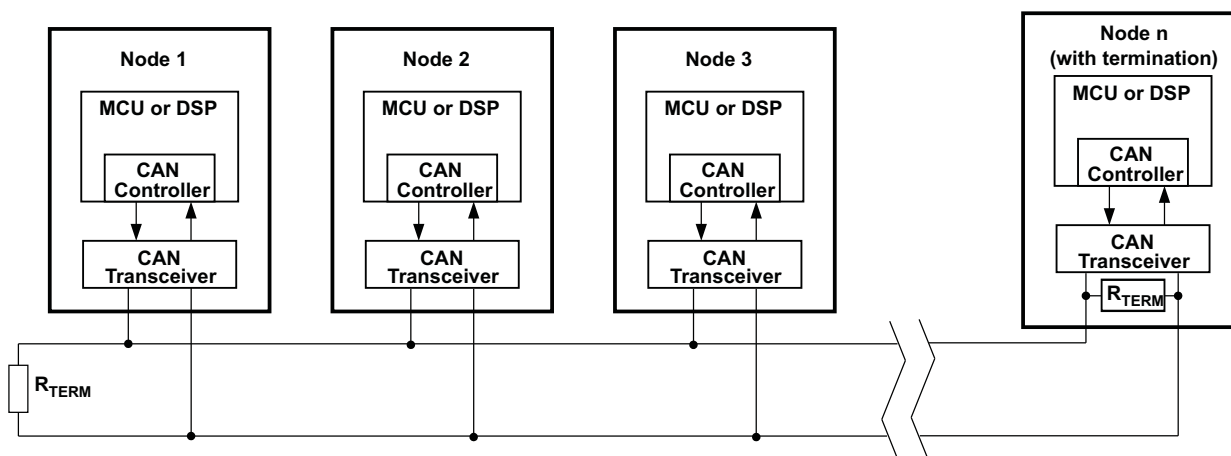 Node 1
MCU or DSP
CAN
Controller
CAN
Transceiver
Node 2
MCU or DSP
CAN
Controller
CAN
Transceiver
Node 3
MCU or DSP
CAN
Controller
CAN
Transceiver
Node n
(with termination)
MCU or DSP
CAN
Controller
CAN
Transceiver
RTERM
RTERM